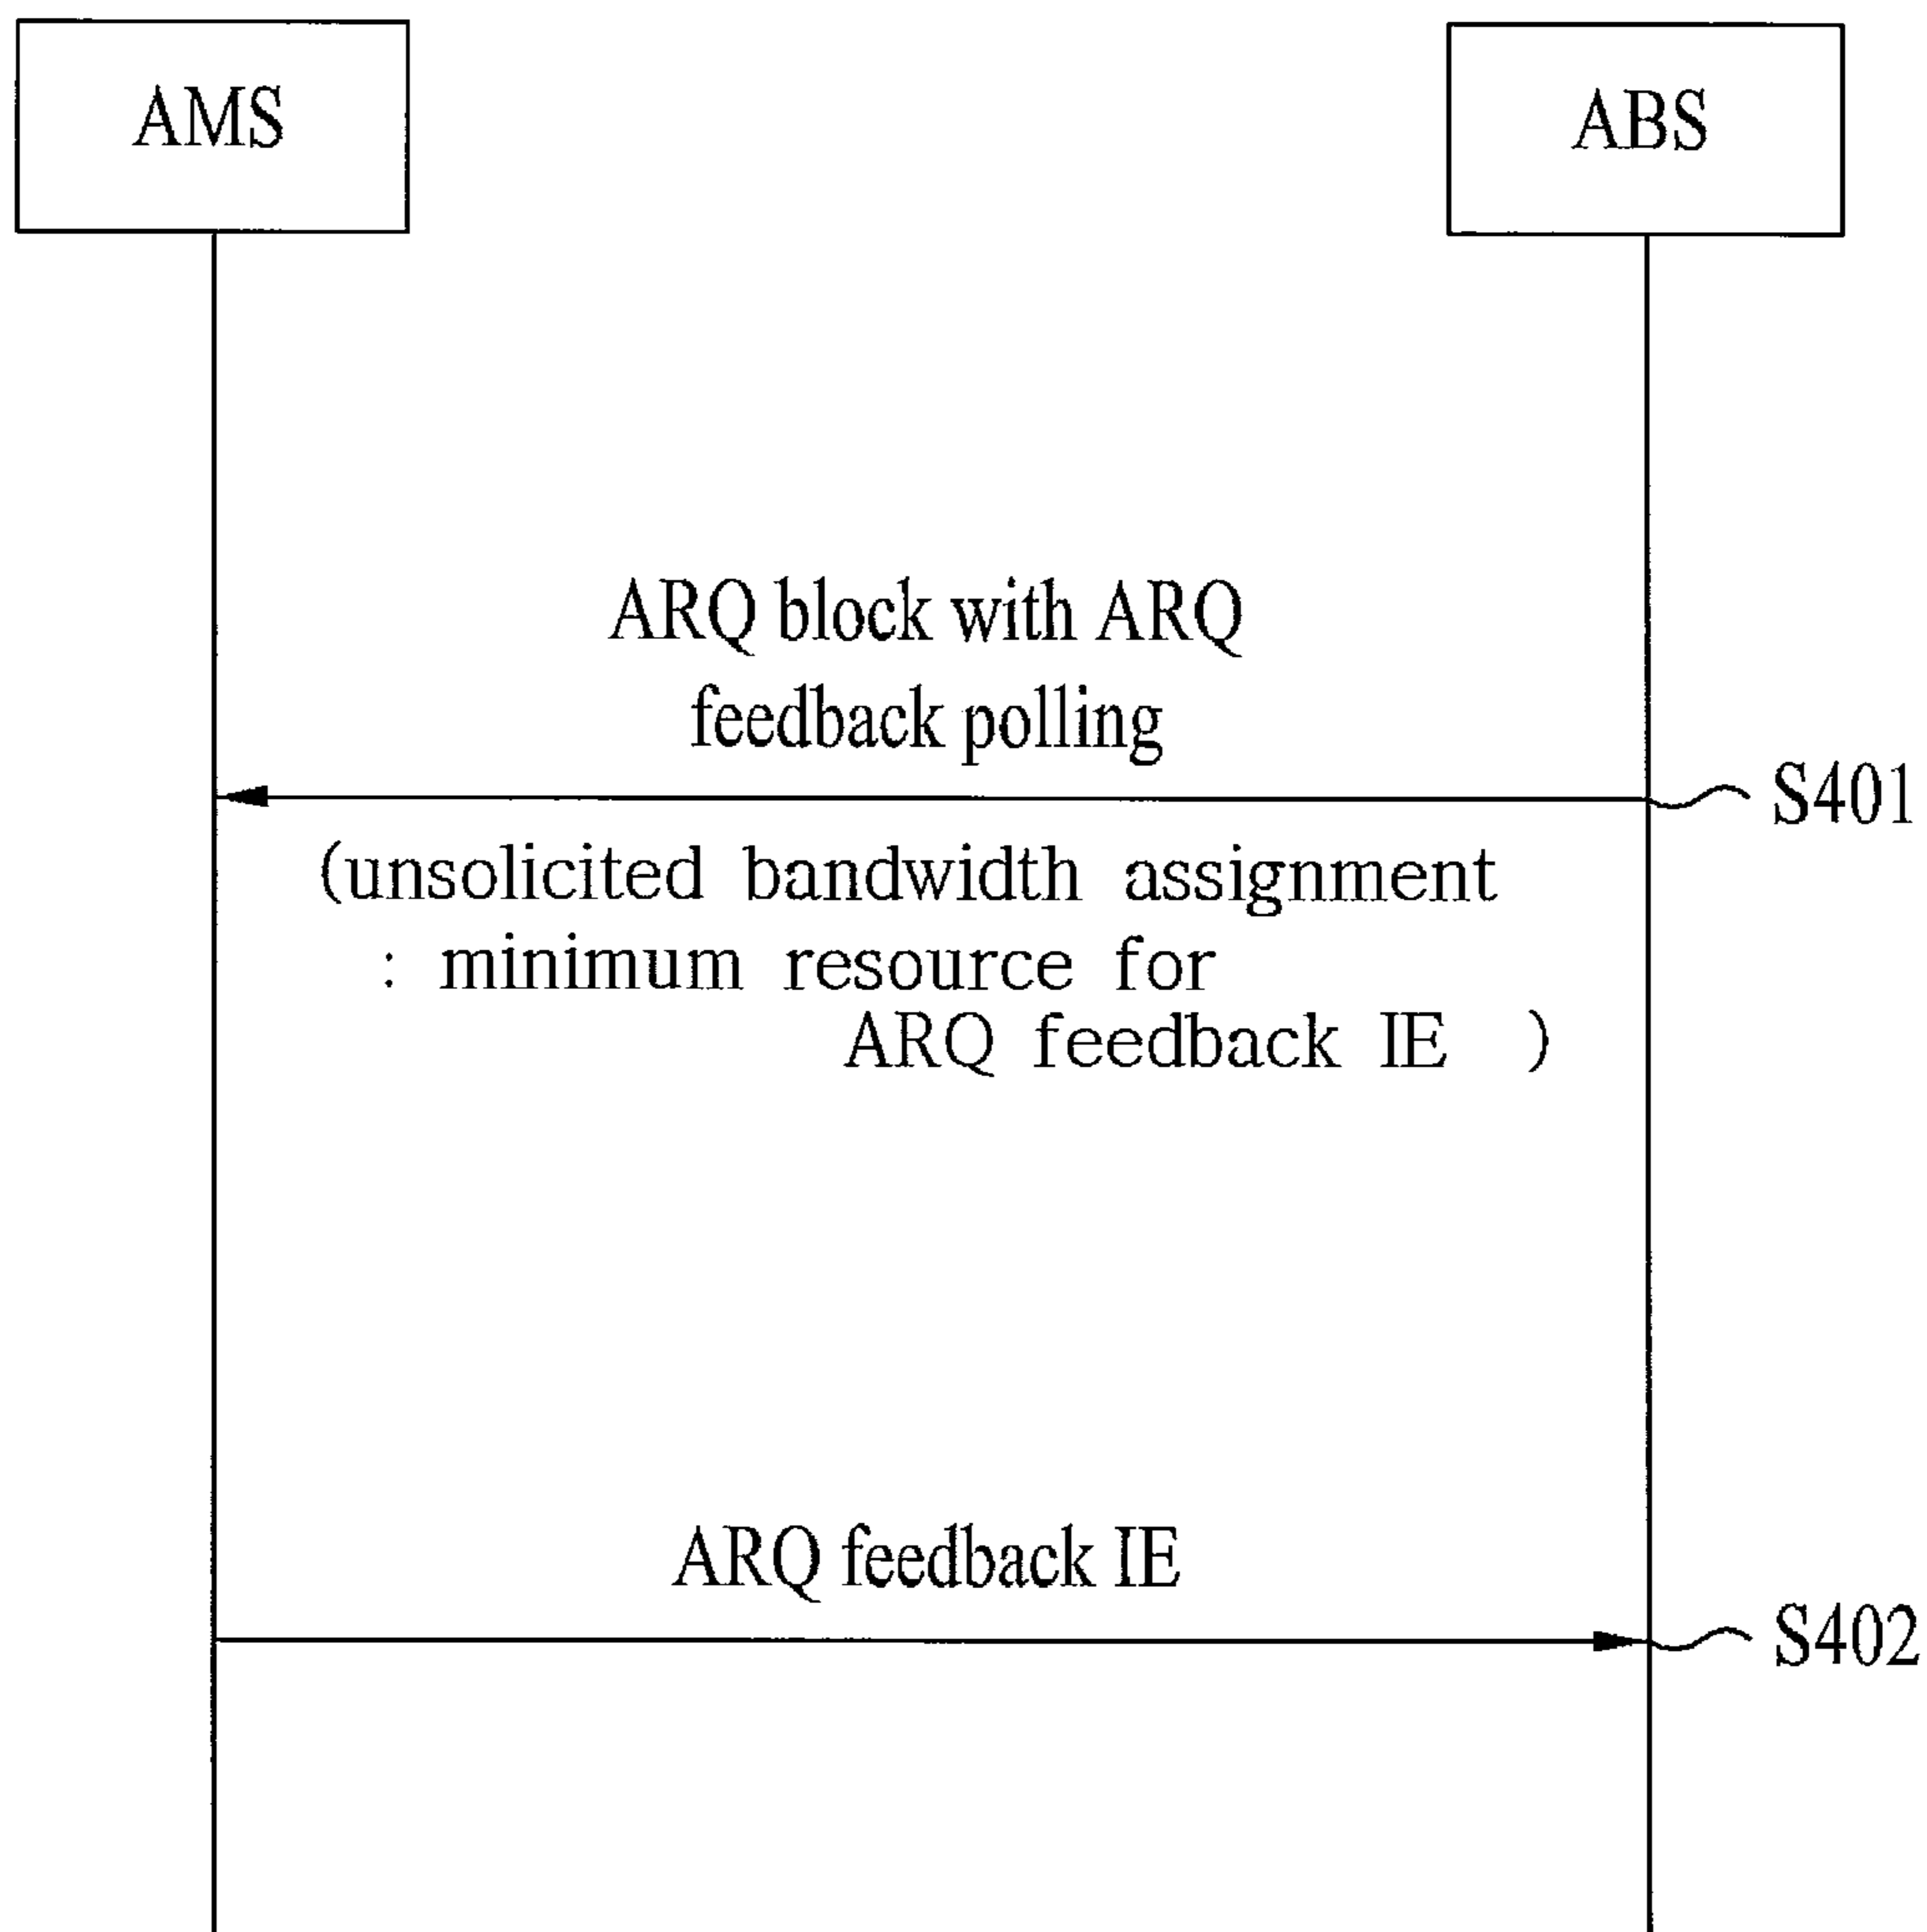 AMS
ABS
ARQ block with ARQ
feedback polling
S401
(unsolicited bandwidth assignment
: minimum resource for
ARQ feedback IE )
ARQ feedback IE
S402